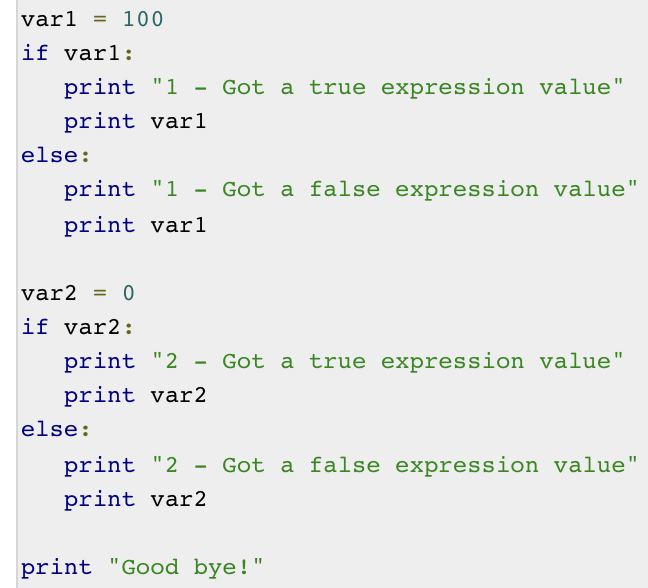 var1 = 100
if var1:
   print "1 - Got a true expression value"
   print var1
else:
   print "1 - Got a false expression value"
   print var1

var2 = 0
if var2:
   print "2 - Got a true expression value"
   print var2
else:
   print "2 - Got a false expression value"
   print var2

print "Good bye!"